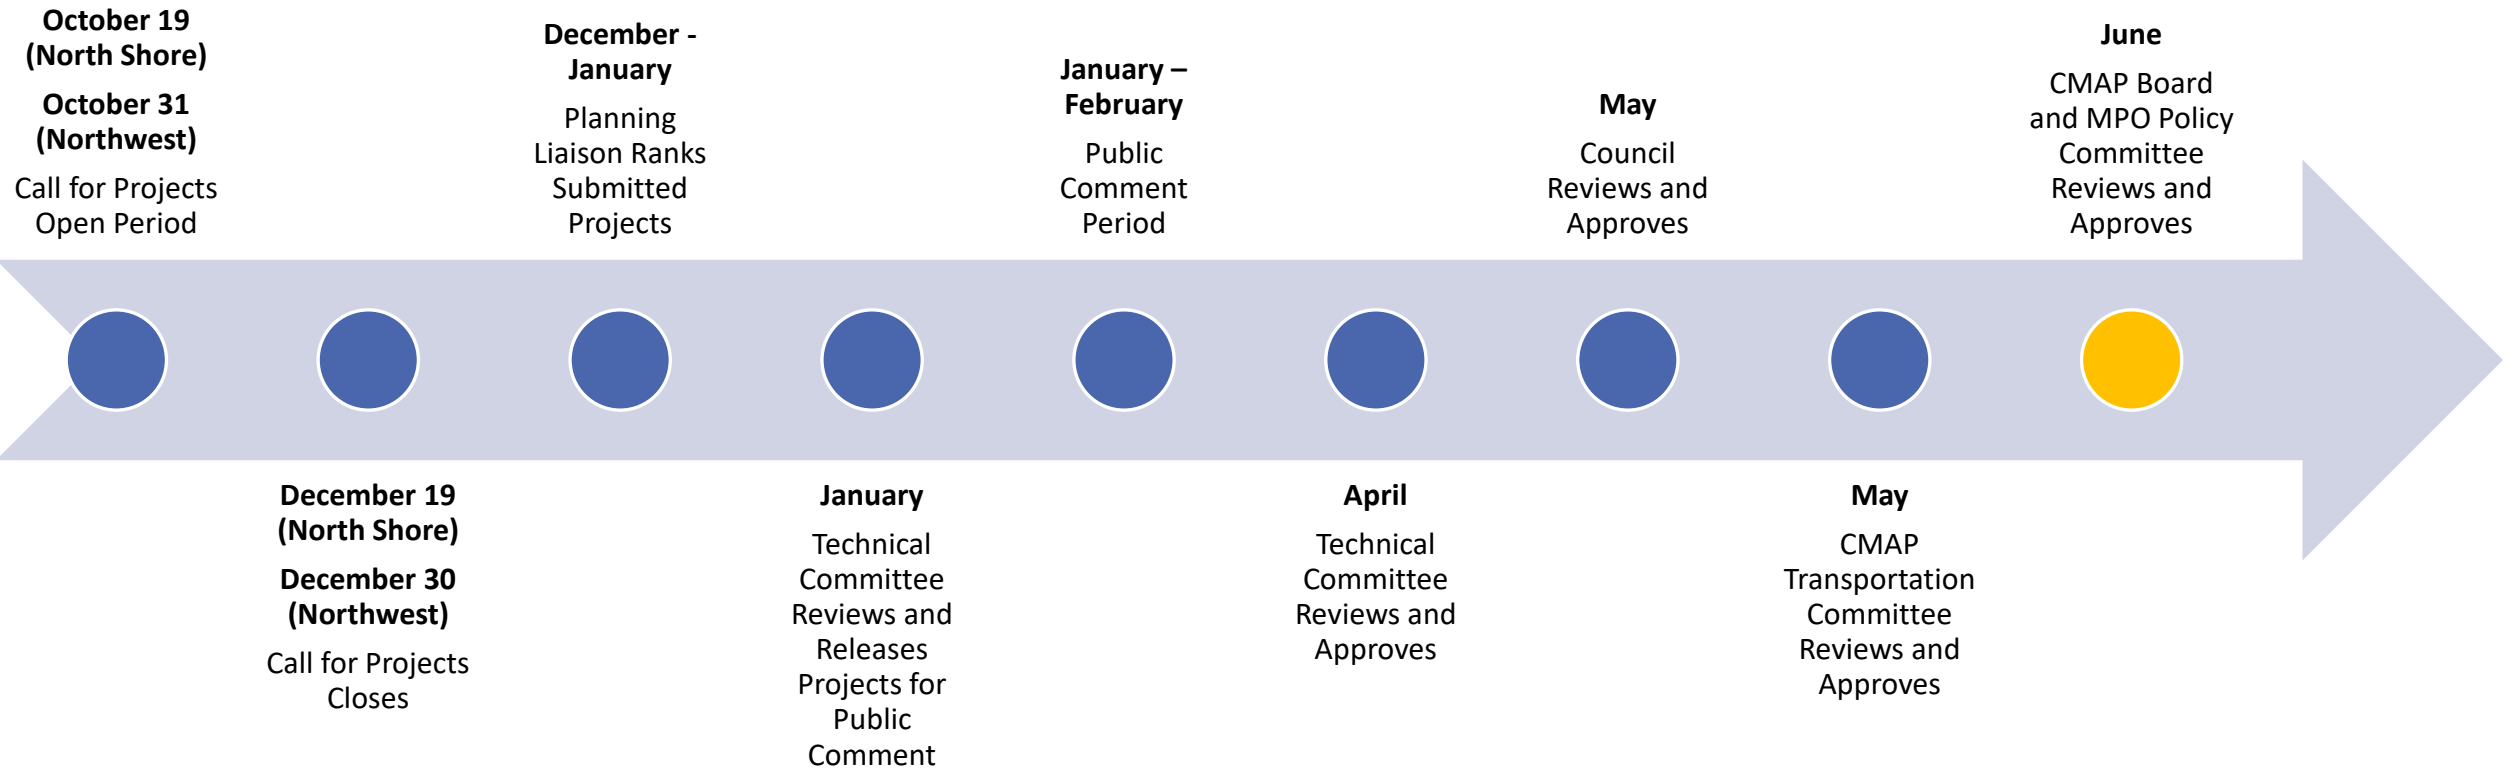 October 19
(North Shore)
October 31
(Northwest)
Call for Projects
Open Period
December 19
(North Shore)
December 30
(Northwest)
Call for Projects
Closes
December -
January
Planning
Liaison Ranks
Submitted
Projects
January
Technical
Committee
Reviews and
Releases
Projects for
Public
Comment
January –
February
Public
Comment
Period
April
Technical
Committee
Reviews and
Approves
May
Council
Reviews and
Approves
May
CMAP
Transportation
Committee
Reviews and
Approves
June
CMAP Board
and MPO Policy
Committee
Reviews and
Approves